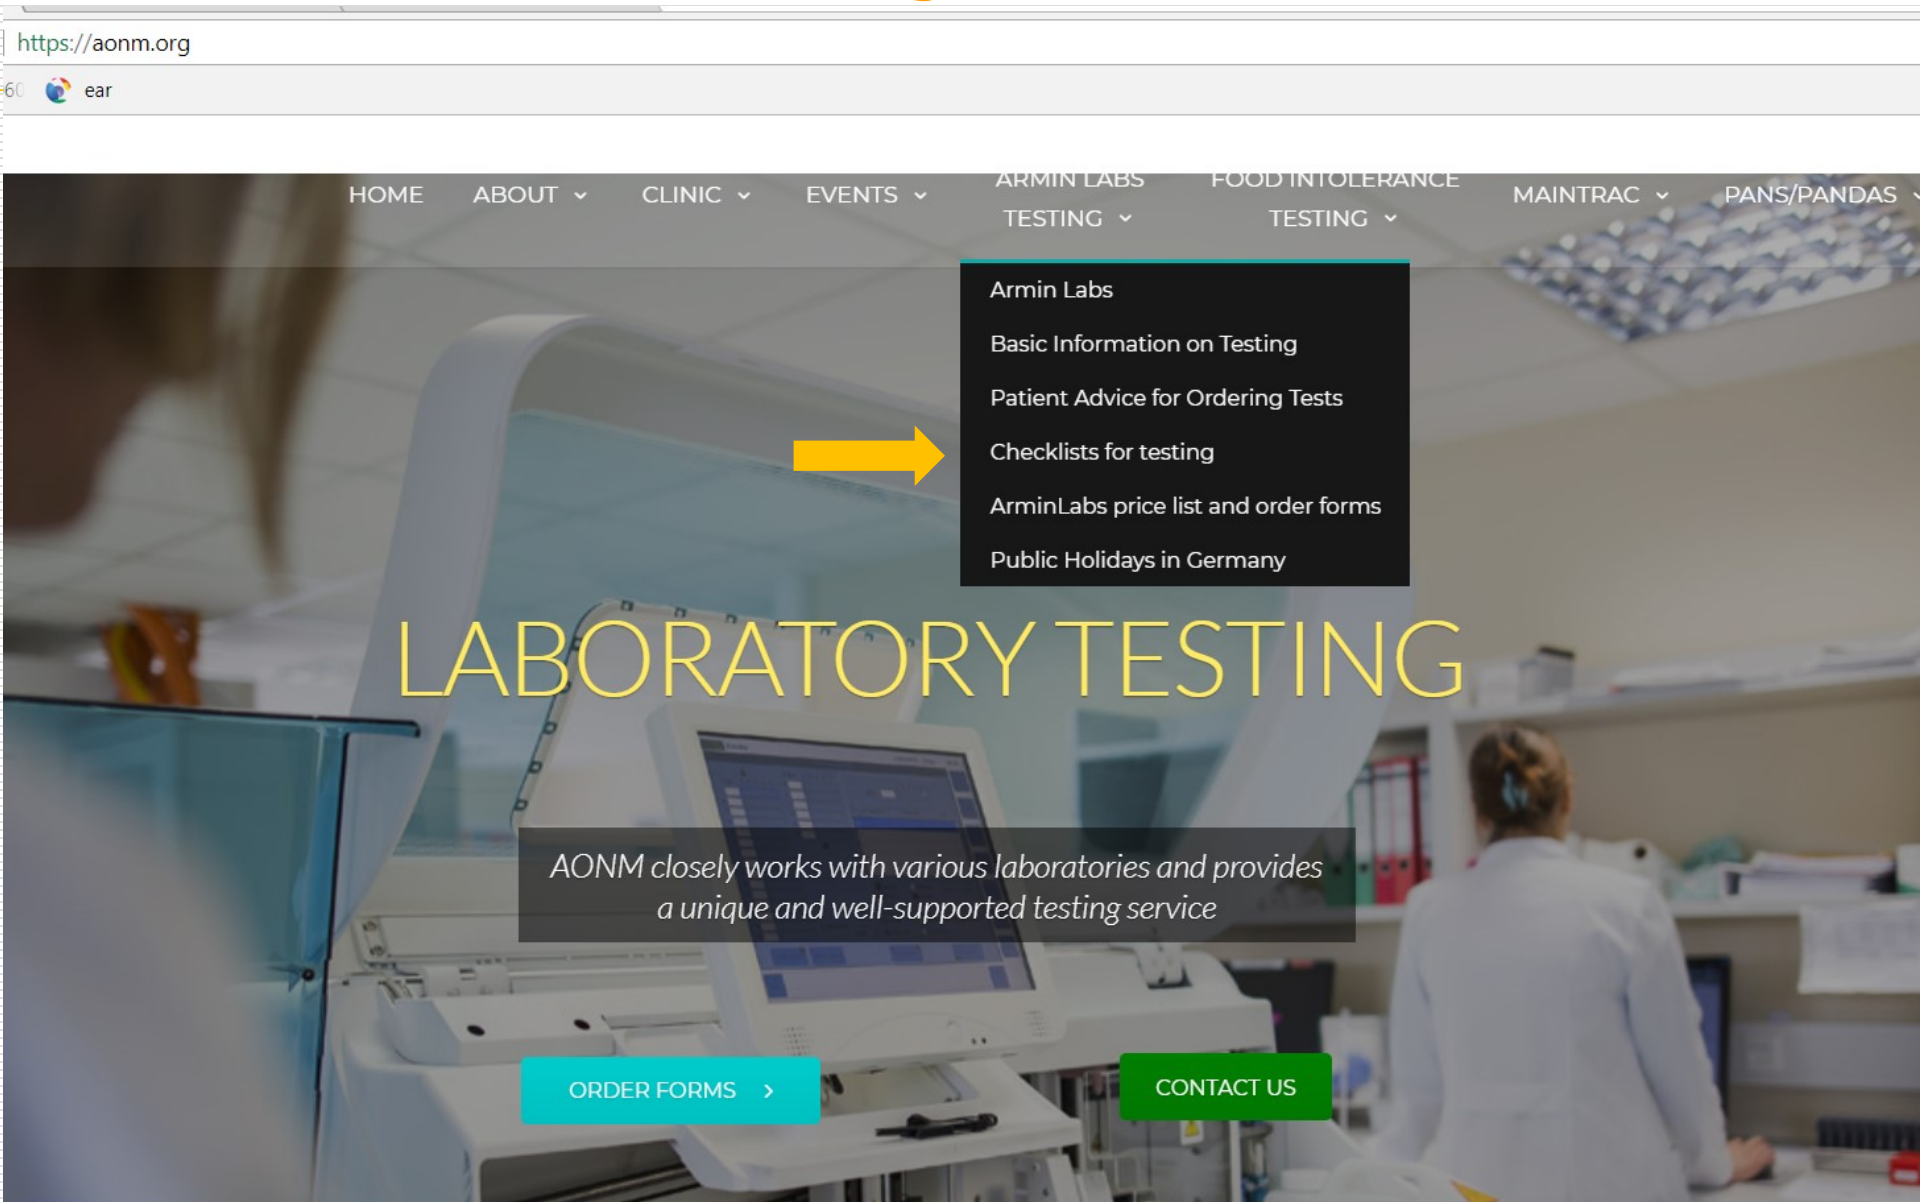 https://aonm.org
60 ear
HOME ABOUT CLINIC EVENTS ARMIN LABS TESTING FOOD INTOLERANCE TESTING MAINTRAC PANS/PANDAS
Armin Labs
Basic Information on Testing
Patient Advice for Ordering Tests
Checklists for testing
ArminLabs price list and order forms
Public Holidays in Germany
LABORATORY TESTING
AONM closely works with various laboratories and provides
a unique and well-supported testing service
ORDER FORMS
CONTACT US